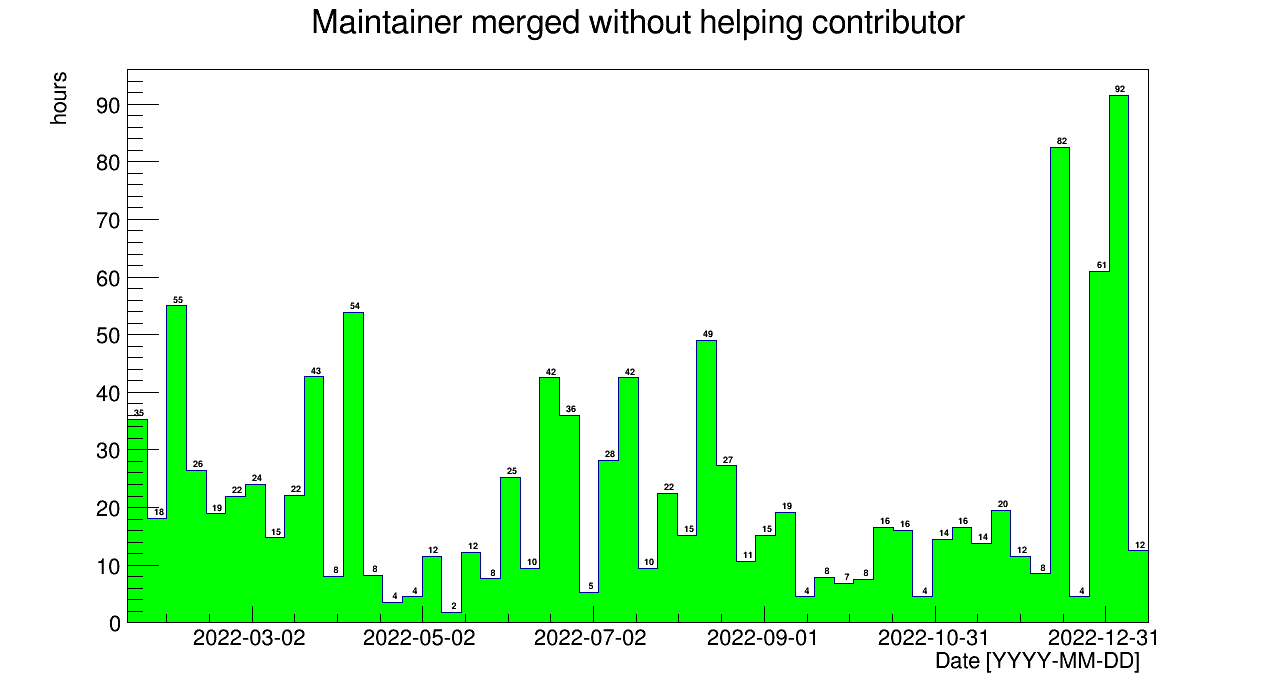 Maintainer merged without helping contributor
hours
90
80
70
60
50
40
30
20
10
0
35 18 55 26 19 22 24 15 22 43 8 54 8 4 4 12 2 12 8 25 10 42 36 5 28 42 10 22 15 49 27 11 15 19 4 8 7 8 16 16 4 14 16 14 20 12 8 82 4 61 92 12
2022-03-02 2022-05-02 2022-07-02 2022-09-01 2022-10-31 2022-12-31
Date [YYYY-MM-DD]